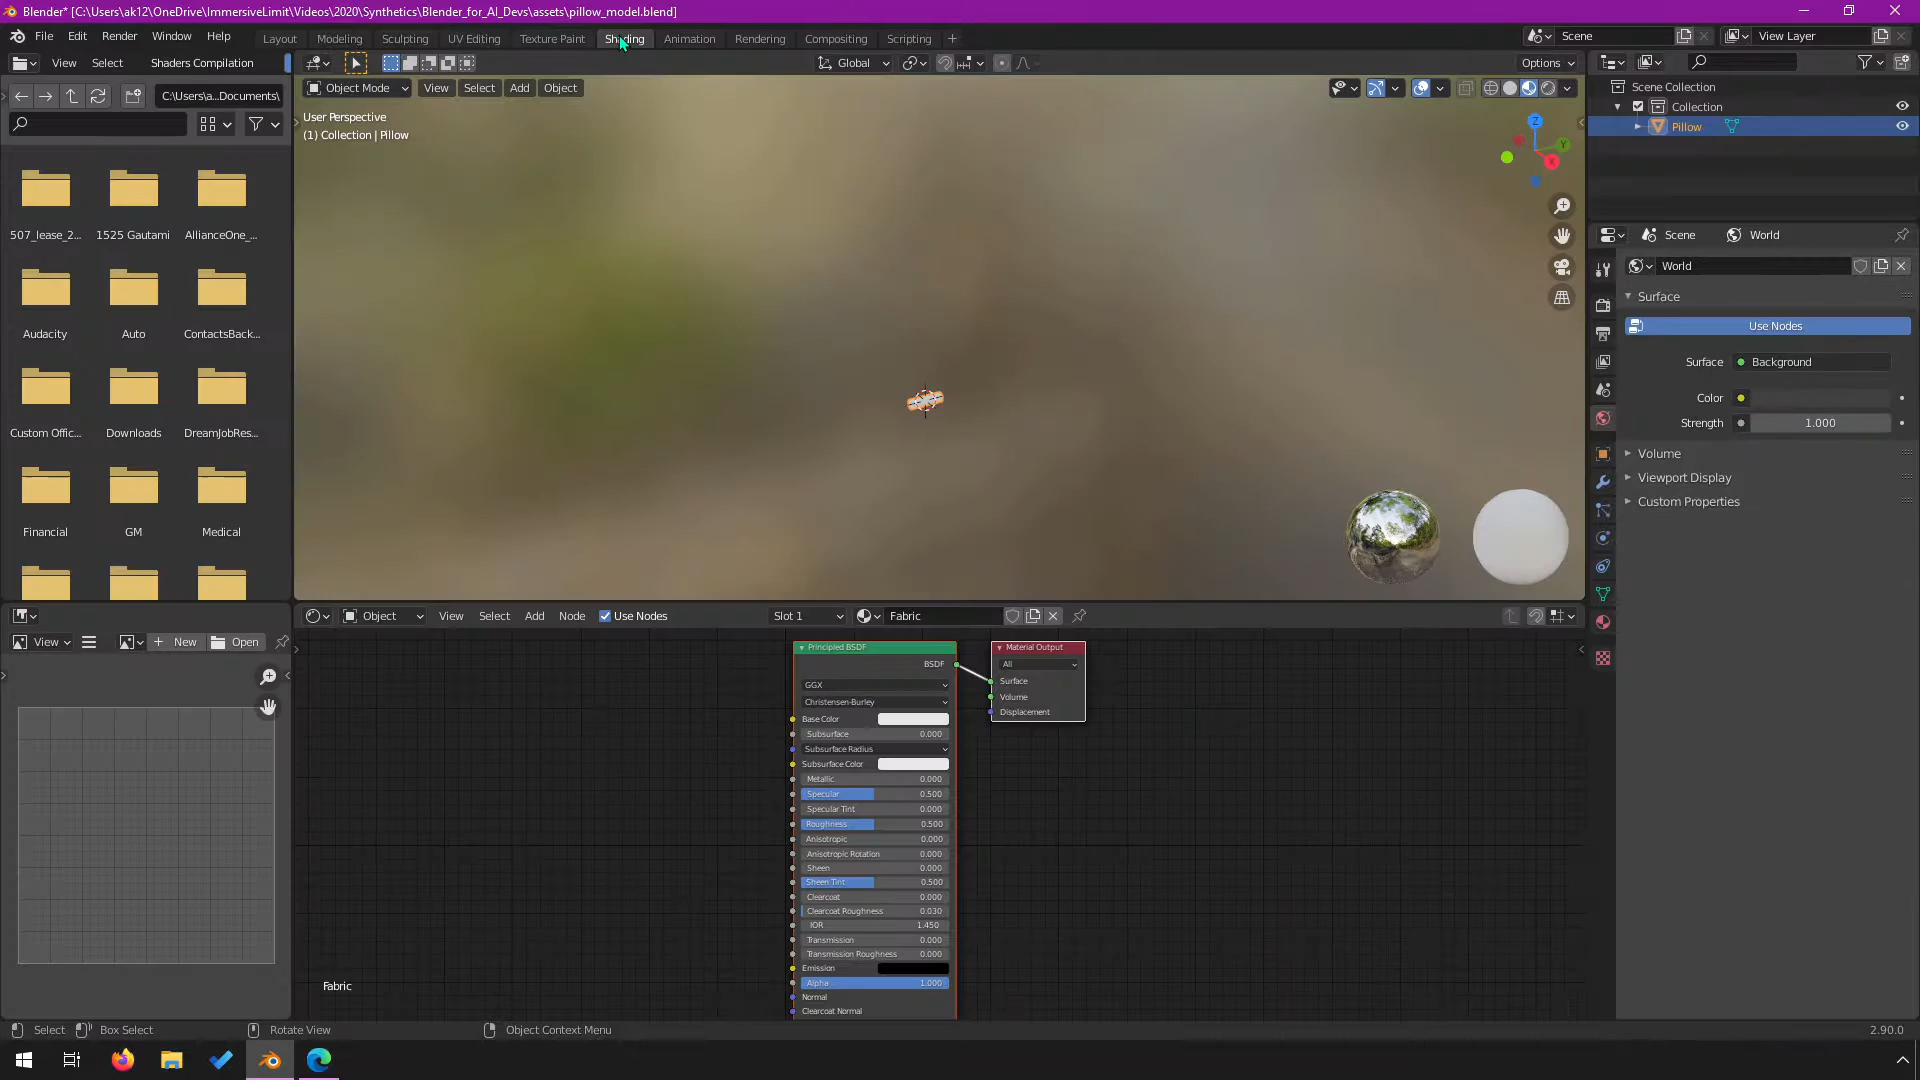 Blender* [C:\Users\ak12\OneDrive\ImmersiveLimit\Videos\2020\Synthetics\Blender_for_AI_Devs\assets\pillow_model.blend]
File Edit Render Window Help Layout Modeling Sculpting UV Editing Texture Paint Shading Animation Rendering Compositing Scripting + Scene View Layer
View Select Shaders Compilation Global Options
C:\Users\a...Documents\ Object Mode View Select Add Object Scene Collection
User Perspective
(1) Collection | Pillow
Collection
Pillow
Z Y X
507_lease_2... 1525 Gautami AllianceOne_...
Scene World
World
Surface
Use Nodes
Audacity Auto ContactsBack...
Surface Background
Color
Strength 1.000
Custom Offic... Downloads DreamJobRes...
Volume
Viewport Display
Custom Properties
Financial GM Medical
Object View Select Add Node Use Nodes Slot 1 Fabric
View New Open
Principled BSDF
BSDF
GGX
Christensen-Burley
Base Color
Subsurface 0.000
Subsurface Radius
Subsurface Color
Metallic 0.000
Specular 0.500
Specular Tint 0.000
Roughness 0.500
Anisotropic 0.000
Anisotropic Rotation 0.000
Sheen 0.000
Sheen Tint 0.500
Clearcoat 0.000
Clearcoat Roughness 0.030
IOR 1.450
Transmission 0.000
Transmission Roughness 0.000
Emission
Alpha 1.000
Normal
Clearcoat Normal
Material Output
All
Surface
Volume
Displacement
Fabric
Select Box Select Rotate View Object Context Menu 2.90.0